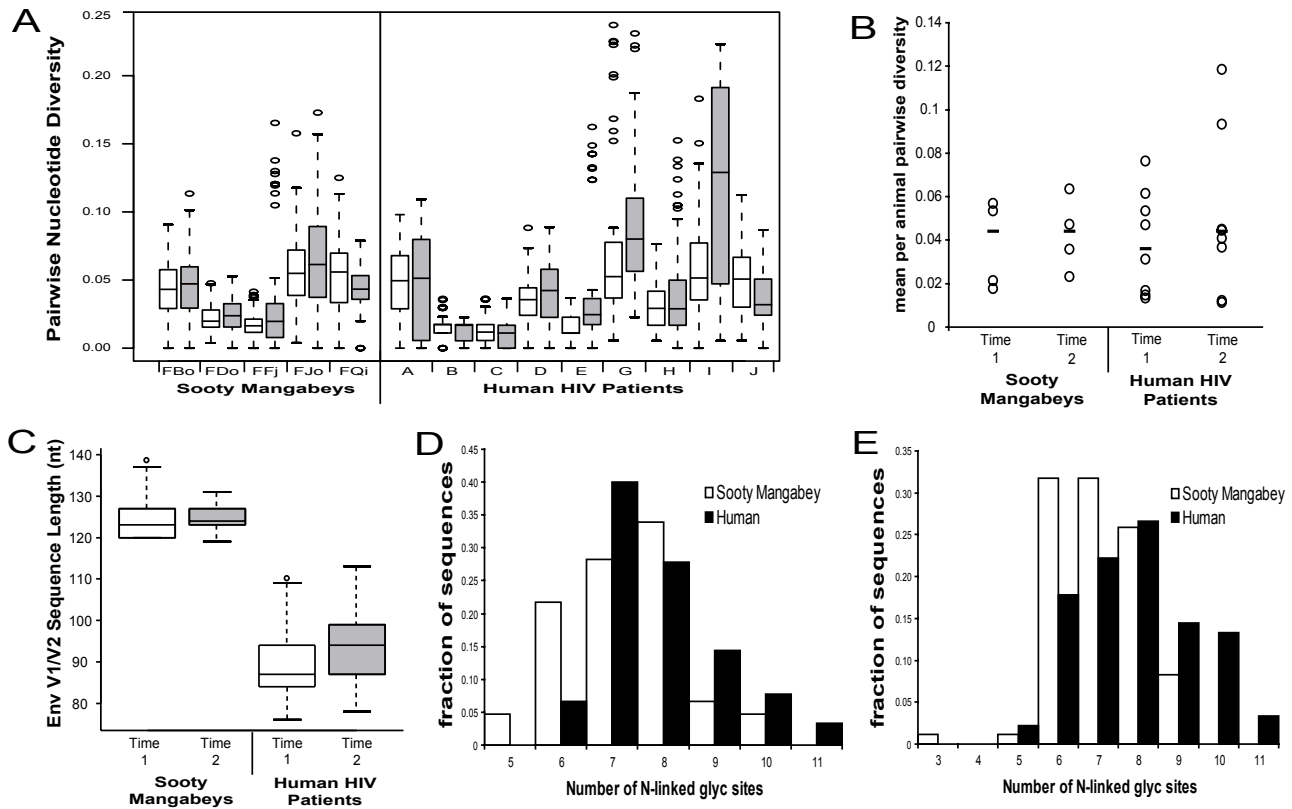 A
Pairwise Nucleotide Diversity
0.25
0.20
0.15
0.10
0.05
0.00
FBo FDo FFj FJo FQi A B C D E G H I J
Sooty Mangabeys Human HIV Patients
B
mean per animal pairwise diversity
0.14
0.12
0.1
0.08
0.06
0.04
0.02
0
Time 1 Time 2 Time 1 Time 2
Sooty Mangabeys Human HIV Patients
C
Env V1/V2 Sequence Length (nt)
140
130
120
110
100
90
80
Time 1 Time 2 Time 1 Time 2
Sooty Mangabeys Human HIV Patients
D
fraction of sequences
0.45
0.40
0.35
0.30
0.25
0.20
0.15
0.10
0.05
0
Sooty Mangabey
Human
5 6 7 8 9 10 11
Number of N-linked glyc sites
E
fraction of sequences
0.35
0.30
0.25
0.20
0.15
0.10
0.05
0
Sooty Mangabey
Human
3 4 5 6 7 8 9 10 11
Number of N-linked glyc sites